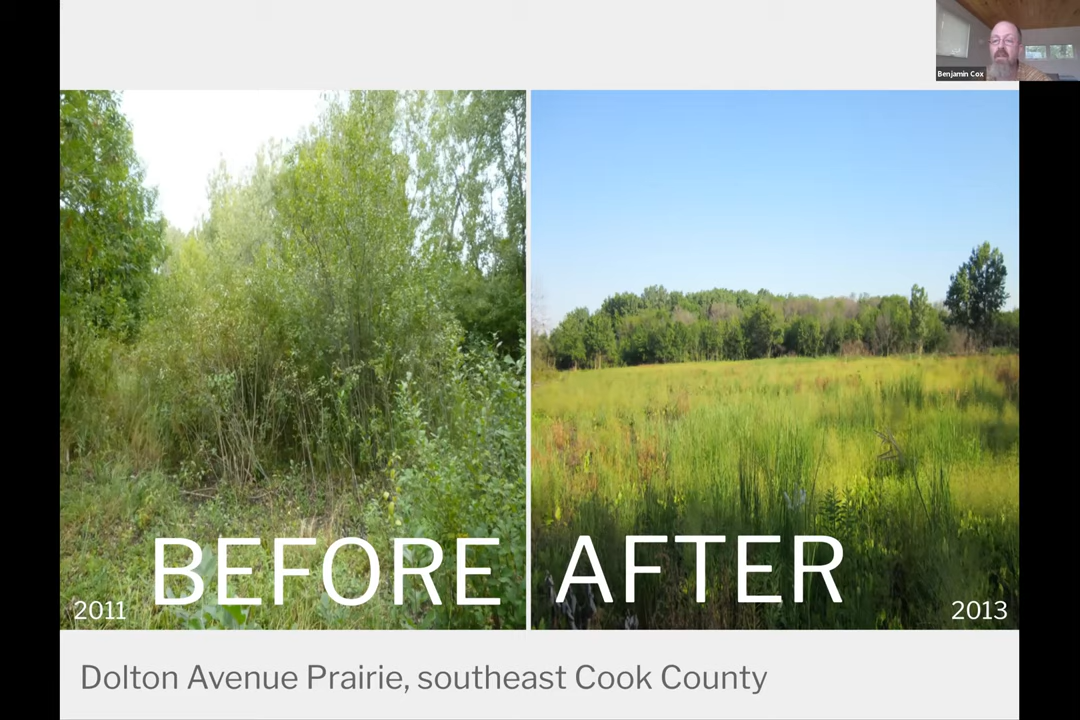 Benjamin Cox
BEFORE
AFTER
2011
2013
Dolton Avenue Prairie, southeast Cook County